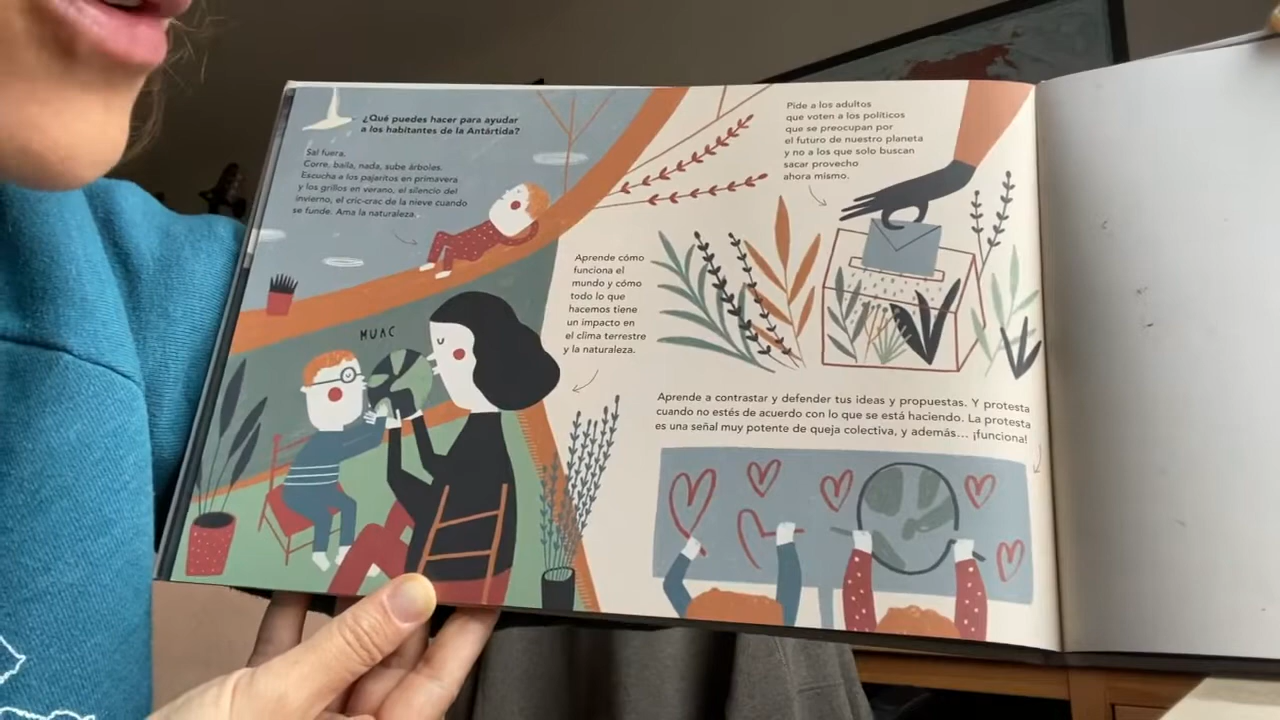 ¿Qué puedes hacer para ayudar
a los habitantes de la Antártida?
Sal fuera.
Corre, baila, nada, sube árboles.
Escucha a los pajaritos en primavera
y los grillos en verano, el silencio del
invierno, el cric-crac de la nieve cuando
se funde. Ama la naturaleza.
MUAC
Aprende cómo
funciona el
mundo y cómo
todo lo que
hacemos tiene
un impacto en
el clima terrestre
y la naturaleza.
Pide a los adultos
que voten a los políticos
que se preocupan por
el futuro de nuestro planeta
y no a los que solo buscan
sacar provecho
ahora mismo.
Aprende a contrastar y defender tus ideas y propuestas. Y protesta
cuando no estés de acuerdo con lo que se está haciendo. La protesta
es una señal muy potente de queja colectiva, y además... ¡funciona!